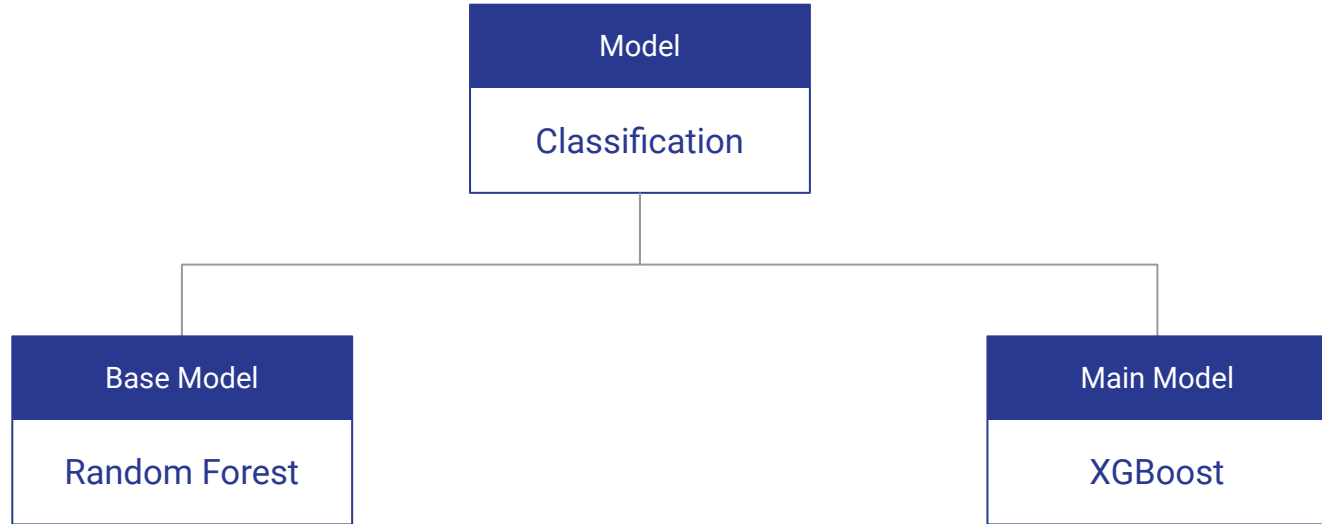 Model
Classification
Base Model
Random Forest
Main Model
XGBoost